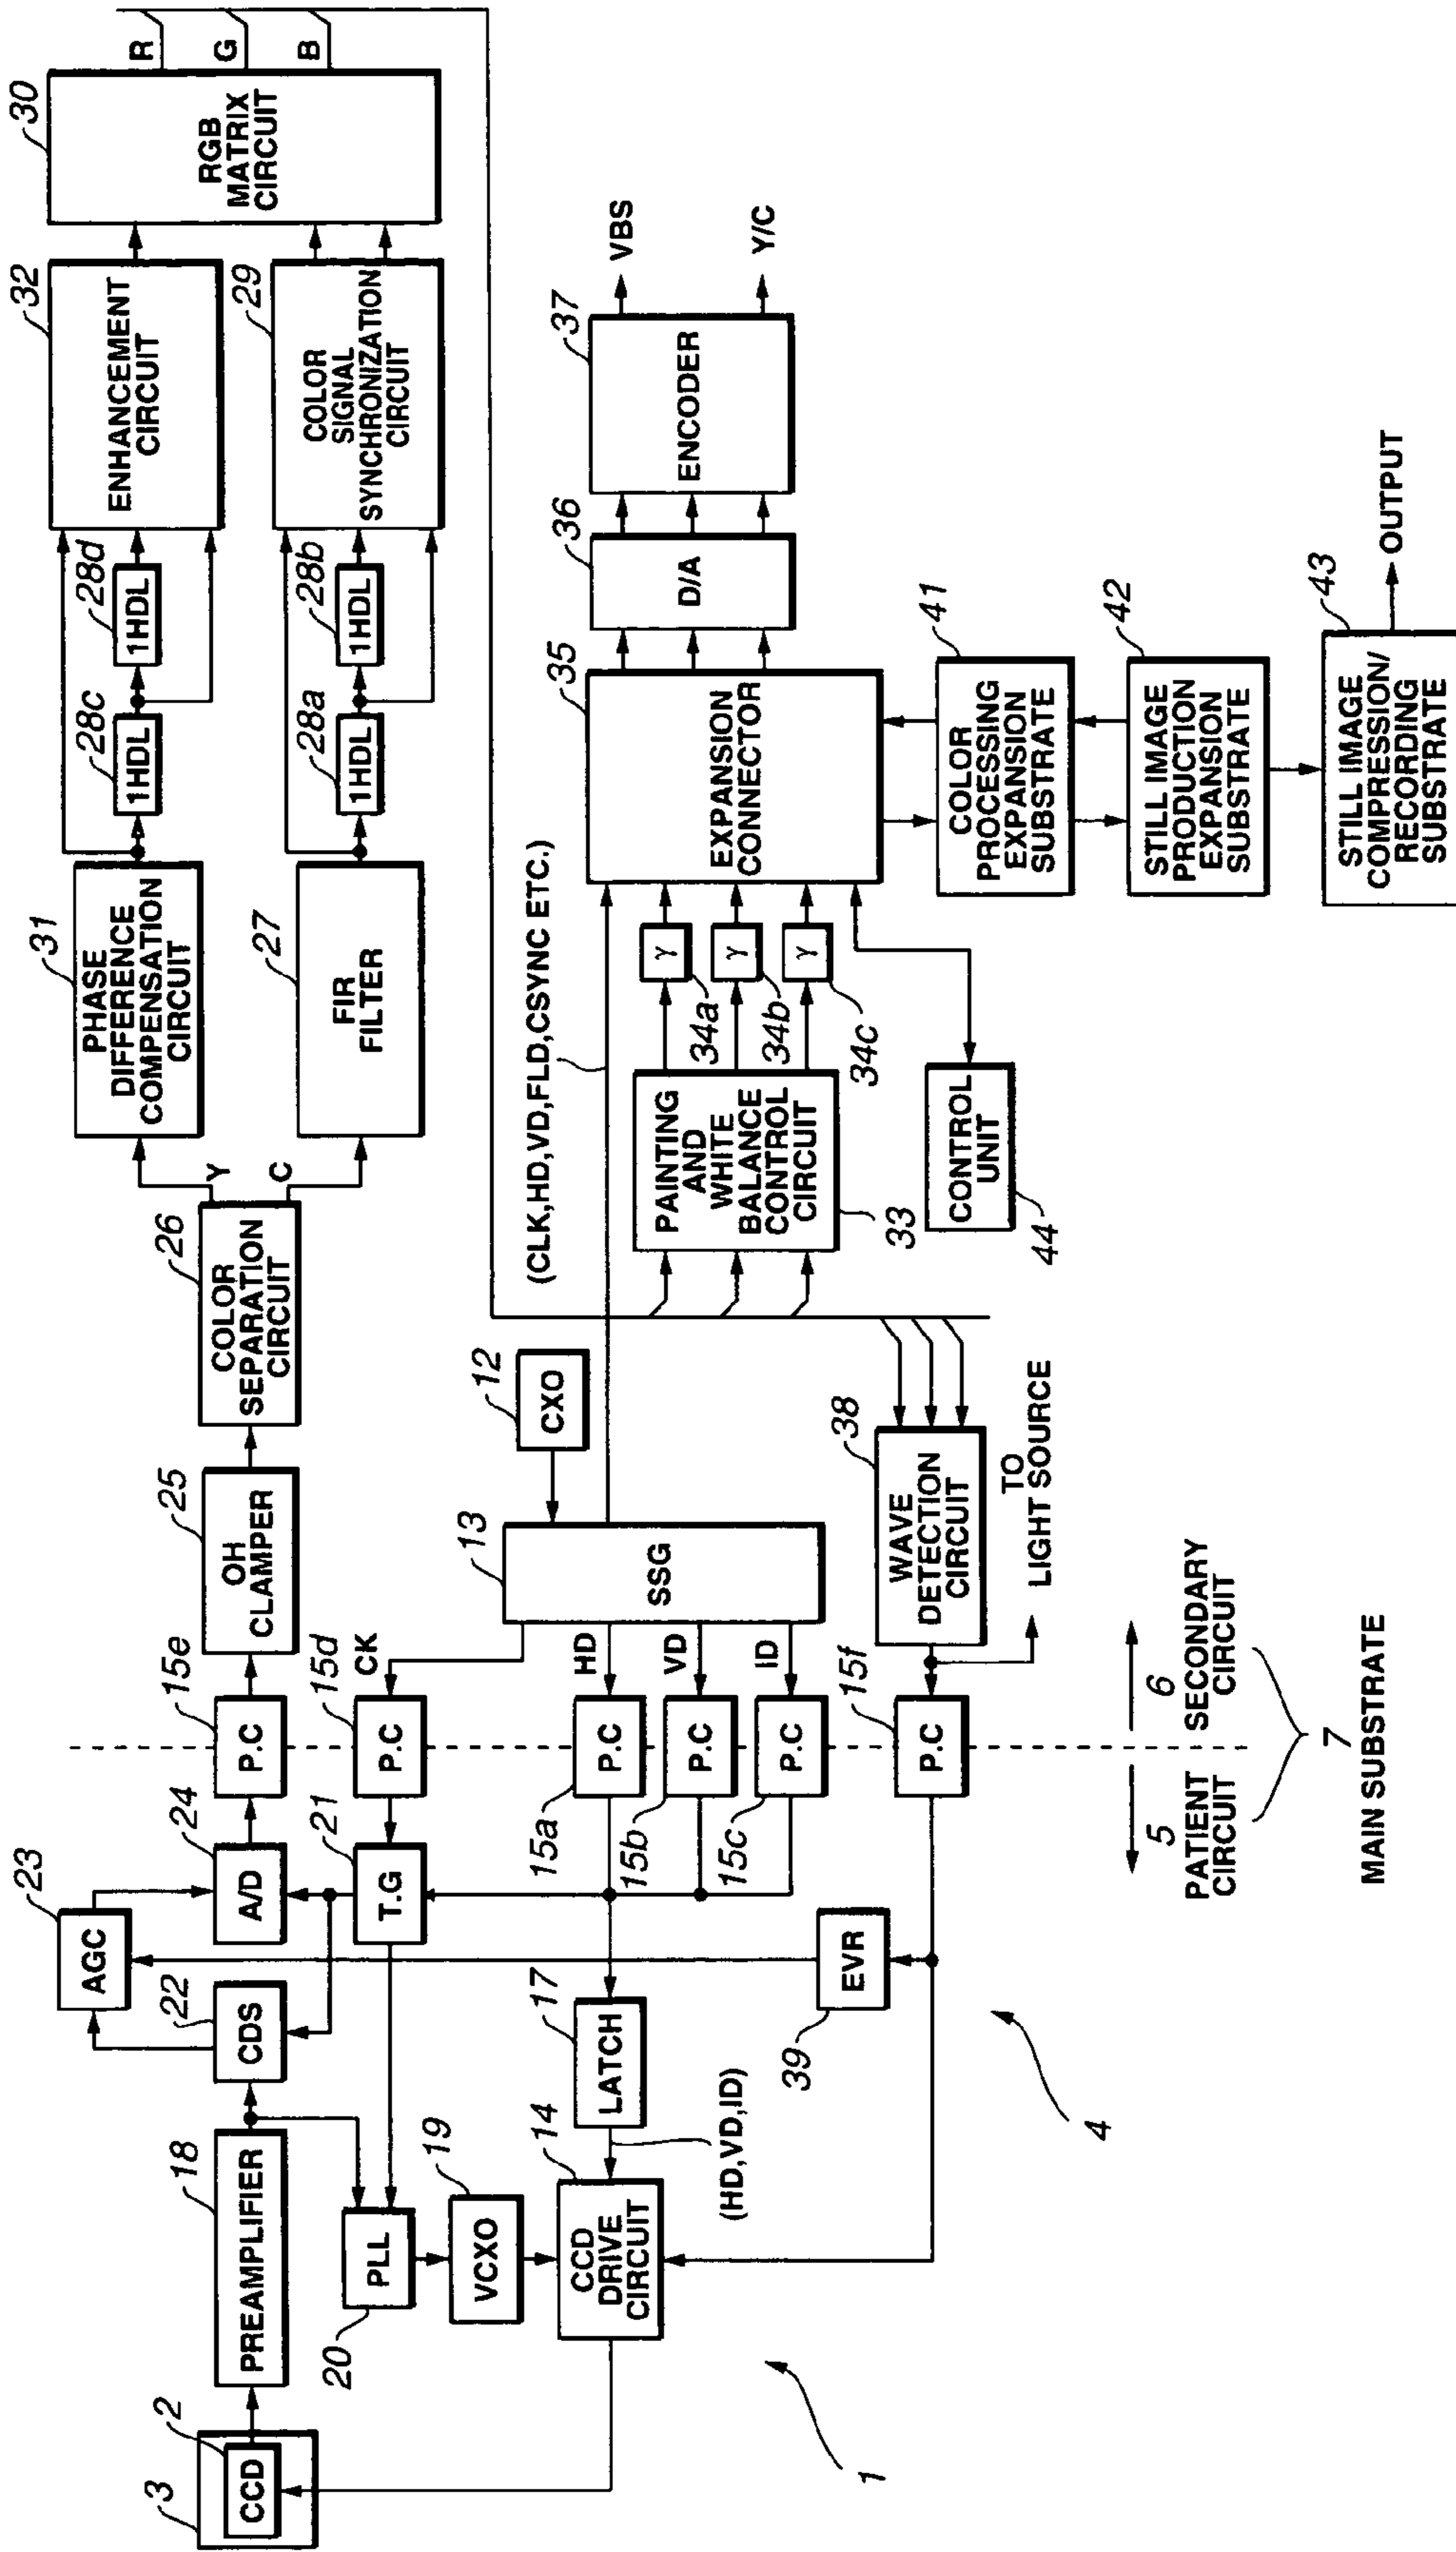 3
2
CCD
18
PREAMPLIFIER
22
CDS
23
AGC
24
A/D
15e
P.C
25
OH
CLAMPER
26
COLOR
SEPARATION
CIRCUIT
Y
C
31
PHASE
DIFFERENCE
COMPENSATION
CIRCUIT
27
FIR
FILTER
28c
1HDL
28d
1HDL
28a
1HDL
28b
1HDL
32
ENHANCEMENT
CIRCUIT
29
COLOR
SIGNAL
SYNCHRONIZATION
CIRCUIT
30
RGB
MATRIX
CIRCUIT
R
G
B
20
PLL
19
VCXO
14
CCD
DRIVE
CIRCUIT
17
LATCH
(HD,VD,ID)
21
T.G
15d
P.C
CK
15a
P.C
HD
15b
P.C
VD
15c
P.C
ID
13
SSG
12
CXO
(CLK,HD,VD,FLD,CSYNC ETC.)
39
EVR
15f
P.C
38
WAVE
DETECTION
CIRCUIT
TO
LIGHT SOURCE
33
PAINTING
AND
WHITE
BALANCE
CONTROL
CIRCUIT
34a
γ
34b
γ
34c
γ
35
EXPANSION
CONNECTOR
36
D/A
37
ENCODER
VBS
Y/C
44
CONTROL
UNIT
41
COLOR
PROCESSING
EXPANSION
SUBSTRATE
42
STILL IMAGE
PRODUCTION
EXPANSION
SUBSTRATE
43
STILL IMAGE
COMPRESSION/
RECORDING
SUBSTRATE
OUTPUT
1
4
5
PATIENT
CIRCUIT
6
SECONDARY
CIRCUIT
7
MAIN SUBSTRATE